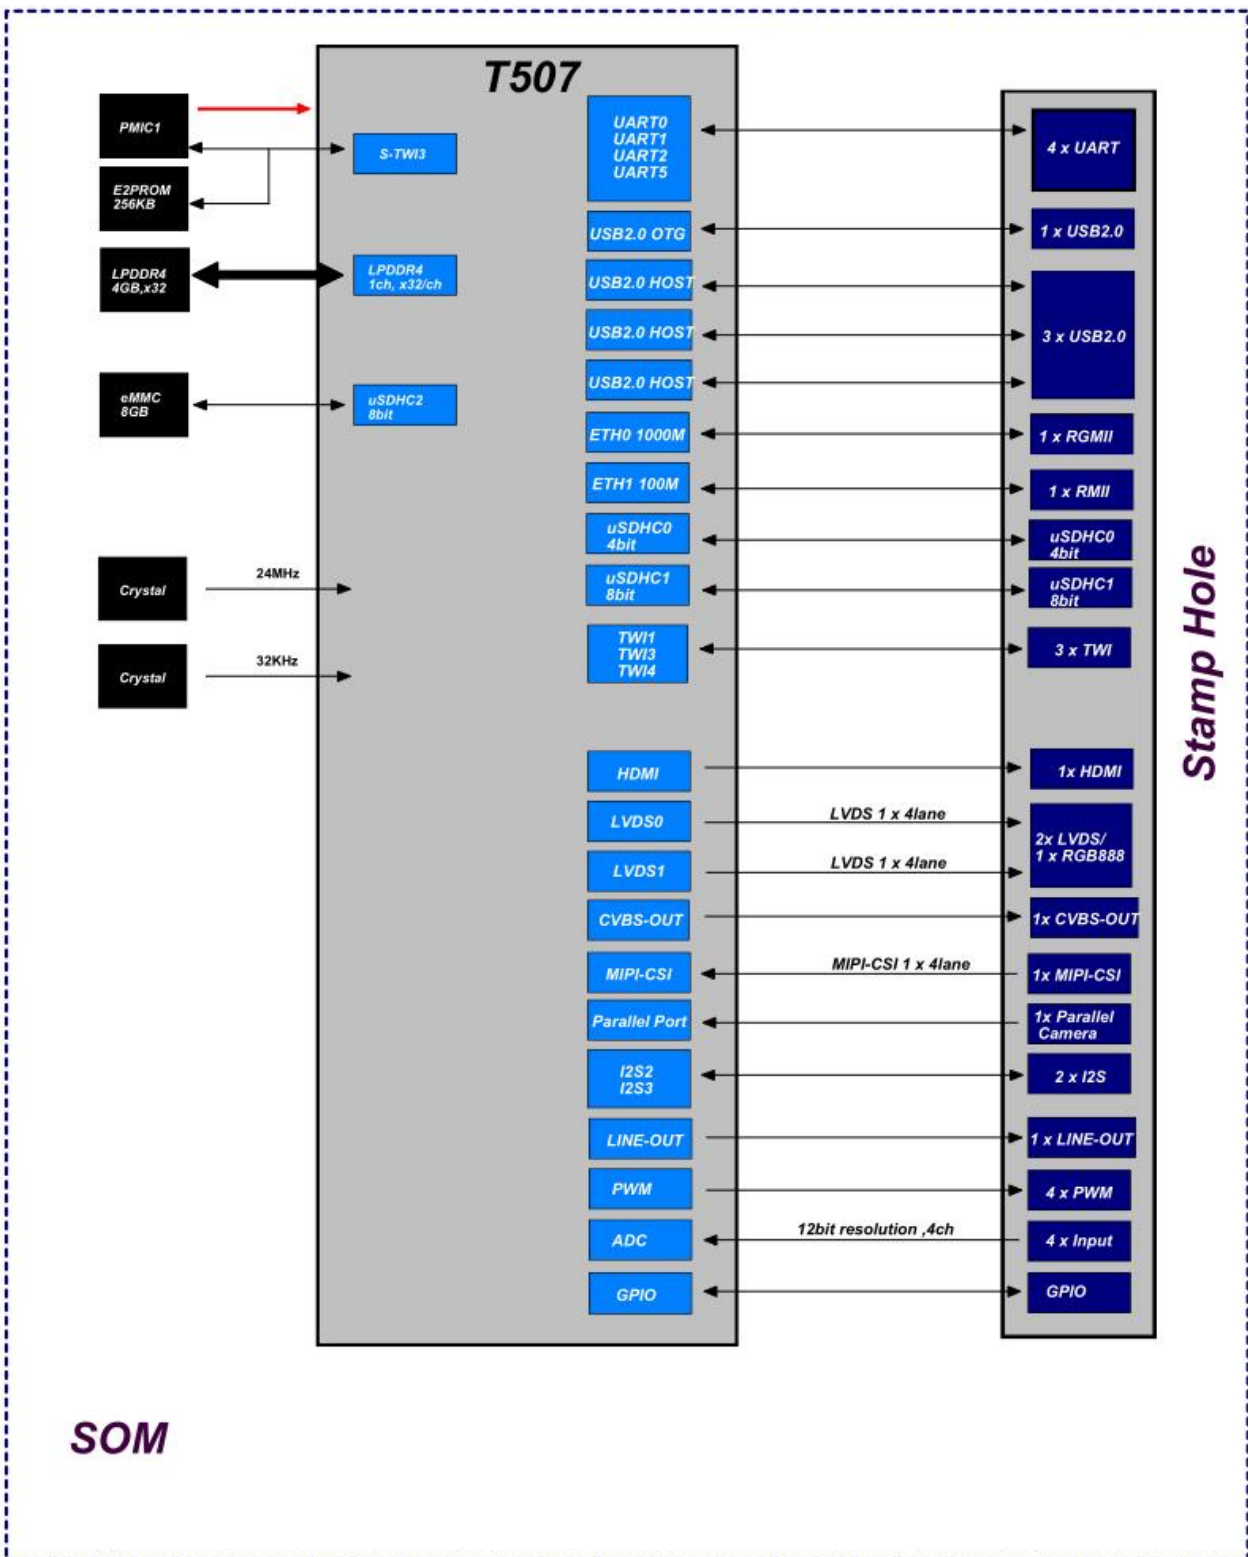 T507
PMIC1
E2PROM
256KB
LPDDR4
4GB,x32
eMMC
8GB
Crystal
24MHz
Crystal
32KHz
S-TWI3
LPDDR4
1ch, x32/ch
uSDHC2
8bit
UART0
UART1
UART2
UART5
USB2.0 OTG
USB2.0 HOST
USB2.0 HOST
USB2.0 HOST
ETH0 1000M
ETH1 100M
uSDHC0
4bit
uSDHC1
8bit
TWI1
TWI3
TWI4
HDMI
LVDS0
LVDS1
CVBS-OUT
MIPI-CSI
Parallel Port
I2S2
I2S3
LINE-OUT
PWM
ADC
GPIO
LVDS 1 x 4lane
LVDS 1 x 4lane
MIPI-CSI 1 x 4lane
12bit resolution ,4ch
4 x UART
1 x USB2.0
3 x USB2.0
1 x RGMII
1 x RMII
uSDHC0
4bit
uSDHC1
8bit
3 x TWI
1x HDMI
2x LVDS/
1 x RGB888
1x CVBS-OUT
1x MIPI-CSI
1x Parallel
Camera
2 x I2S
1 x LINE-OUT
4 x PWM
4 x Input
GPIO
Stamp Hole
SOM